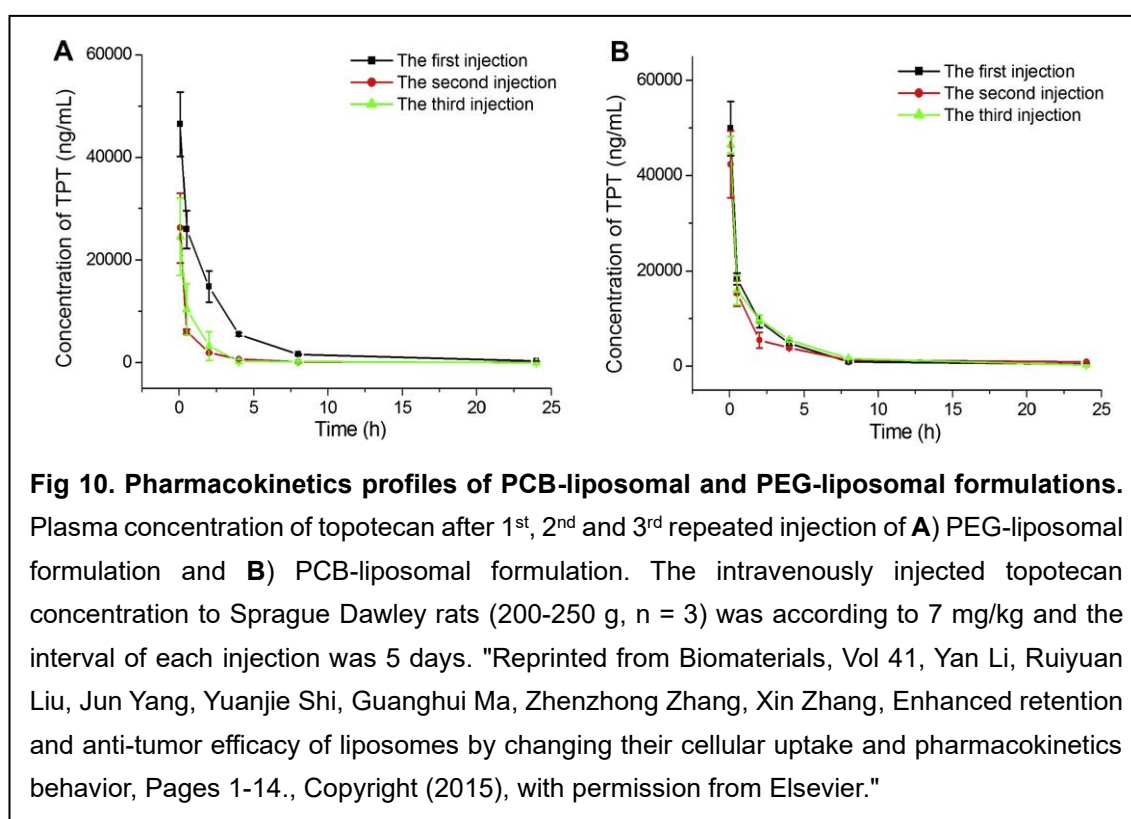 A
60000
40000
20000
0
Concentration of TPT (ng/mL)
The first injection
The second injection
The third injection
0 5 10 15 20 25
Time (h)
B
60000
40000
20000
0
Concentration of TPT (ng/mL)
The first injection
The second injection
The third injection
0 5 10 15 20 25
Time (h)
Fig 10. Pharmacokinetics profiles of PCB-liposomal and PEG-liposomal formulations.
Plasma concentration of topotecan after 1st, 2nd and 3rd repeated injection of A) PEG-liposomal
formulation and B) PCB-liposomal formulation. The intravenously injected topotecan
concentration to Sprague Dawley rats (200-250 g, n = 3) was according to 7 mg/kg and the
interval of each injection was 5 days. "Reprinted from Biomaterials, Vol 41, Yan Li, Ruiyuan
Liu, Jun Yang, Yuanjie Shi, Guanghui Ma, Zhenzhong Zhang, Xin Zhang, Enhanced retention
and anti-tumor efficacy of liposomes by changing their cellular uptake and pharmacokinetics
behavior, Pages 1-14., Copyright (2015), with permission from Elsevier."